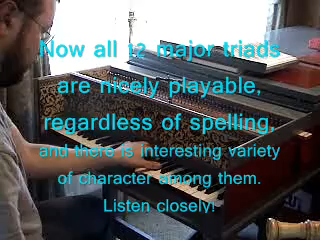 Now all 12 major triads
are nicely playable,
regardless of spelling,
and there is interesting variety
of character among them.
Listen closely!